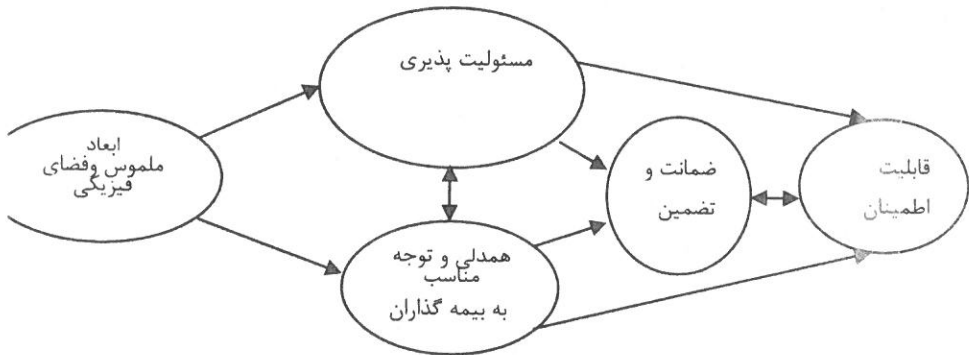 مسئولیت پذیری
ابعاد
ملموس وفضای
فیزیکی
ضمانت و
تضمین
قابلیت
اطمینان
همدلی و توجه
مناسب
به بیمه گذاران